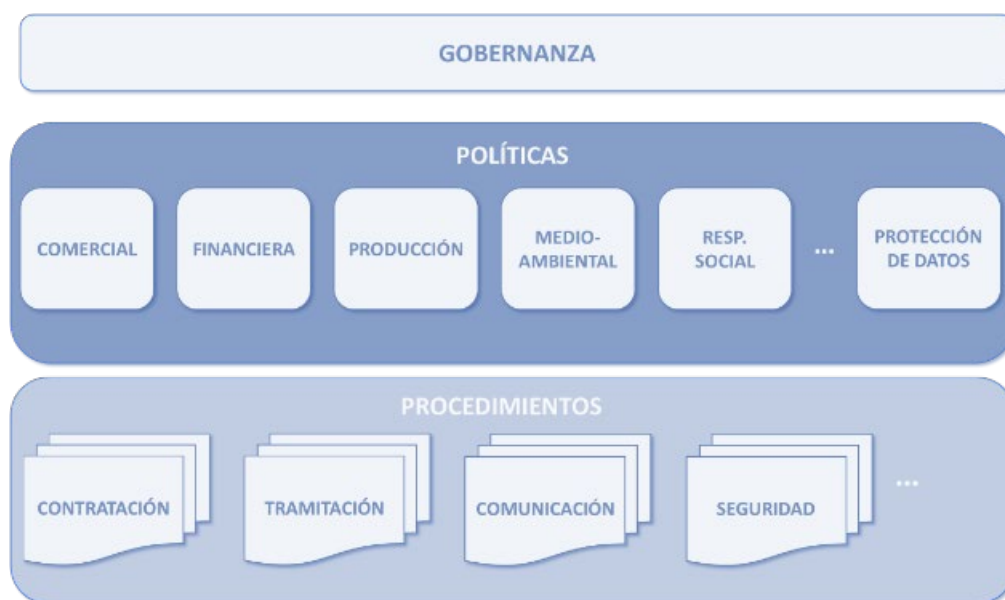 GOBERNANZA
POLÍTICAS
COMERCIAL
FINANCIERA
PRODUCCIÓN
MEDIO-
AMBIENTAL
RESP.
SOCIAL
...
PROTECCIÓN
DE DATOS
PROCEDIMIENTOS
CONTRATACIÓN
TRAMITACIÓN
COMUNICACIÓN
SEGURIDAD
...